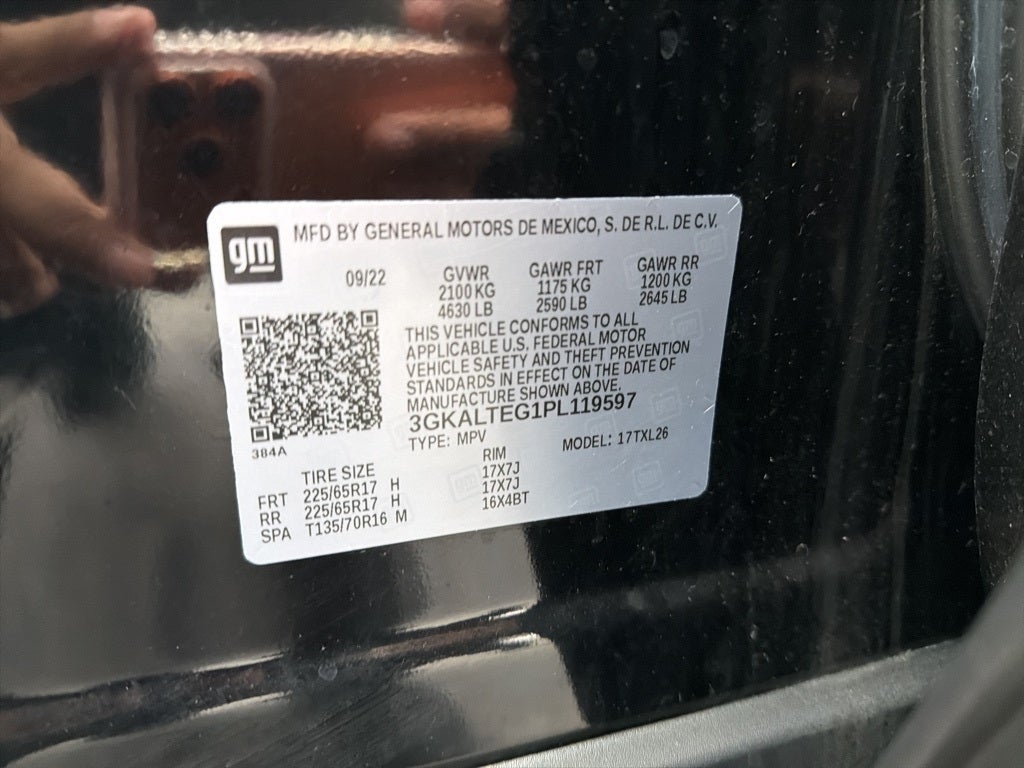 gm
MFD BY GENERAL MOTORS DE MEXICO, S. DE R.L. DE C.V.
09/22 GVWR GAWR FRT GAWR RR
2100 KG 1175 KG 1200 KG
4630 LB 2590 LB 2645 LB
THIS VEHICLE CONFORMS TO ALL
APPLICABLE U.S. FEDERAL MOTOR
VEHICLE SAFETY AND THEFT PREVENTION
STANDARDS IN EFFECT ON THE DATE OF
MANUFACTURE SHOWN ABOVE.
3GKALTEG1PL119597
384A
TYPE: MPV MODEL: 17TXL26
TIRE SIZE RIM
FRT 225/65R17 H 17X7J
RR 225/65R17 H 17X7J
SPA T135/70R16 M 16X4BT